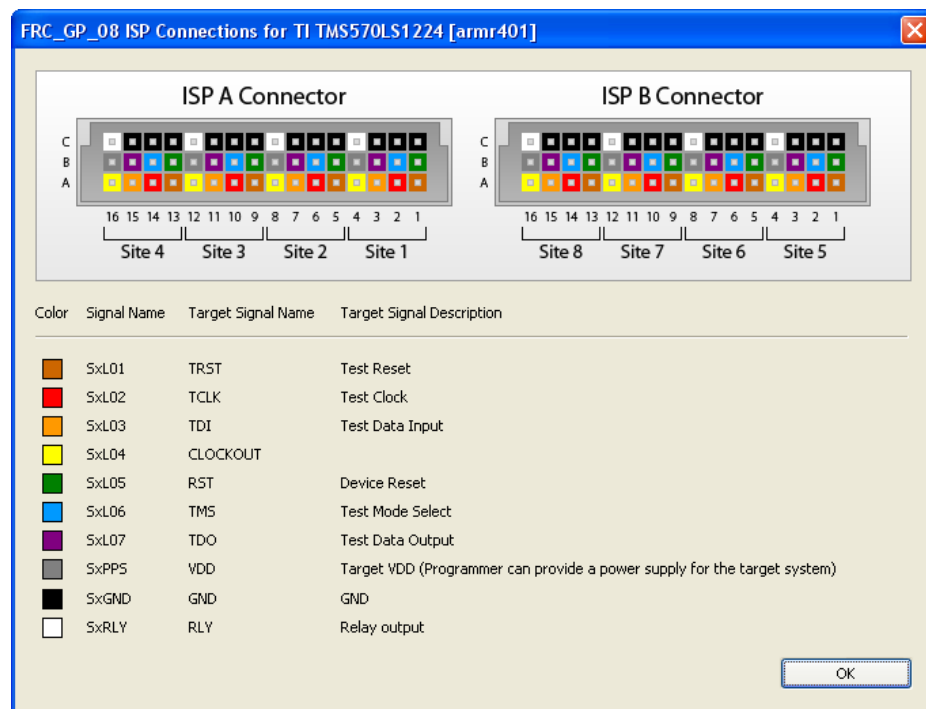 FRC_GP_08 ISP Connections for TI TMS570LS1224 [armr401]
ISP A Connector
ISP B Connector
C
B
A
16 15 14 13 12 11 10 9 8 7 6 5 4 3 2 1
Site 4 Site 3 Site 2 Site 1
C
B
A
16 15 14 13 12 11 10 9 8 7 6 5 4 3 2 1
Site 8 Site 7 Site 6 Site 5
Color Signal Name Target Signal Name Target Signal Description
SxL01 TRST Test Reset
SxL02 TCLK Test Clock
SxL03 TDI Test Data Input
SxL04 CLOCKOUT
SxL05 RST Device Reset
SxL06 TMS Test Mode Select
SxL07 TDO Test Data Output
SxPPS VDD Target VDD (Programmer can provide a power supply for the target system)
SxGND GND GND
SxRLY RLY Relay output
OK